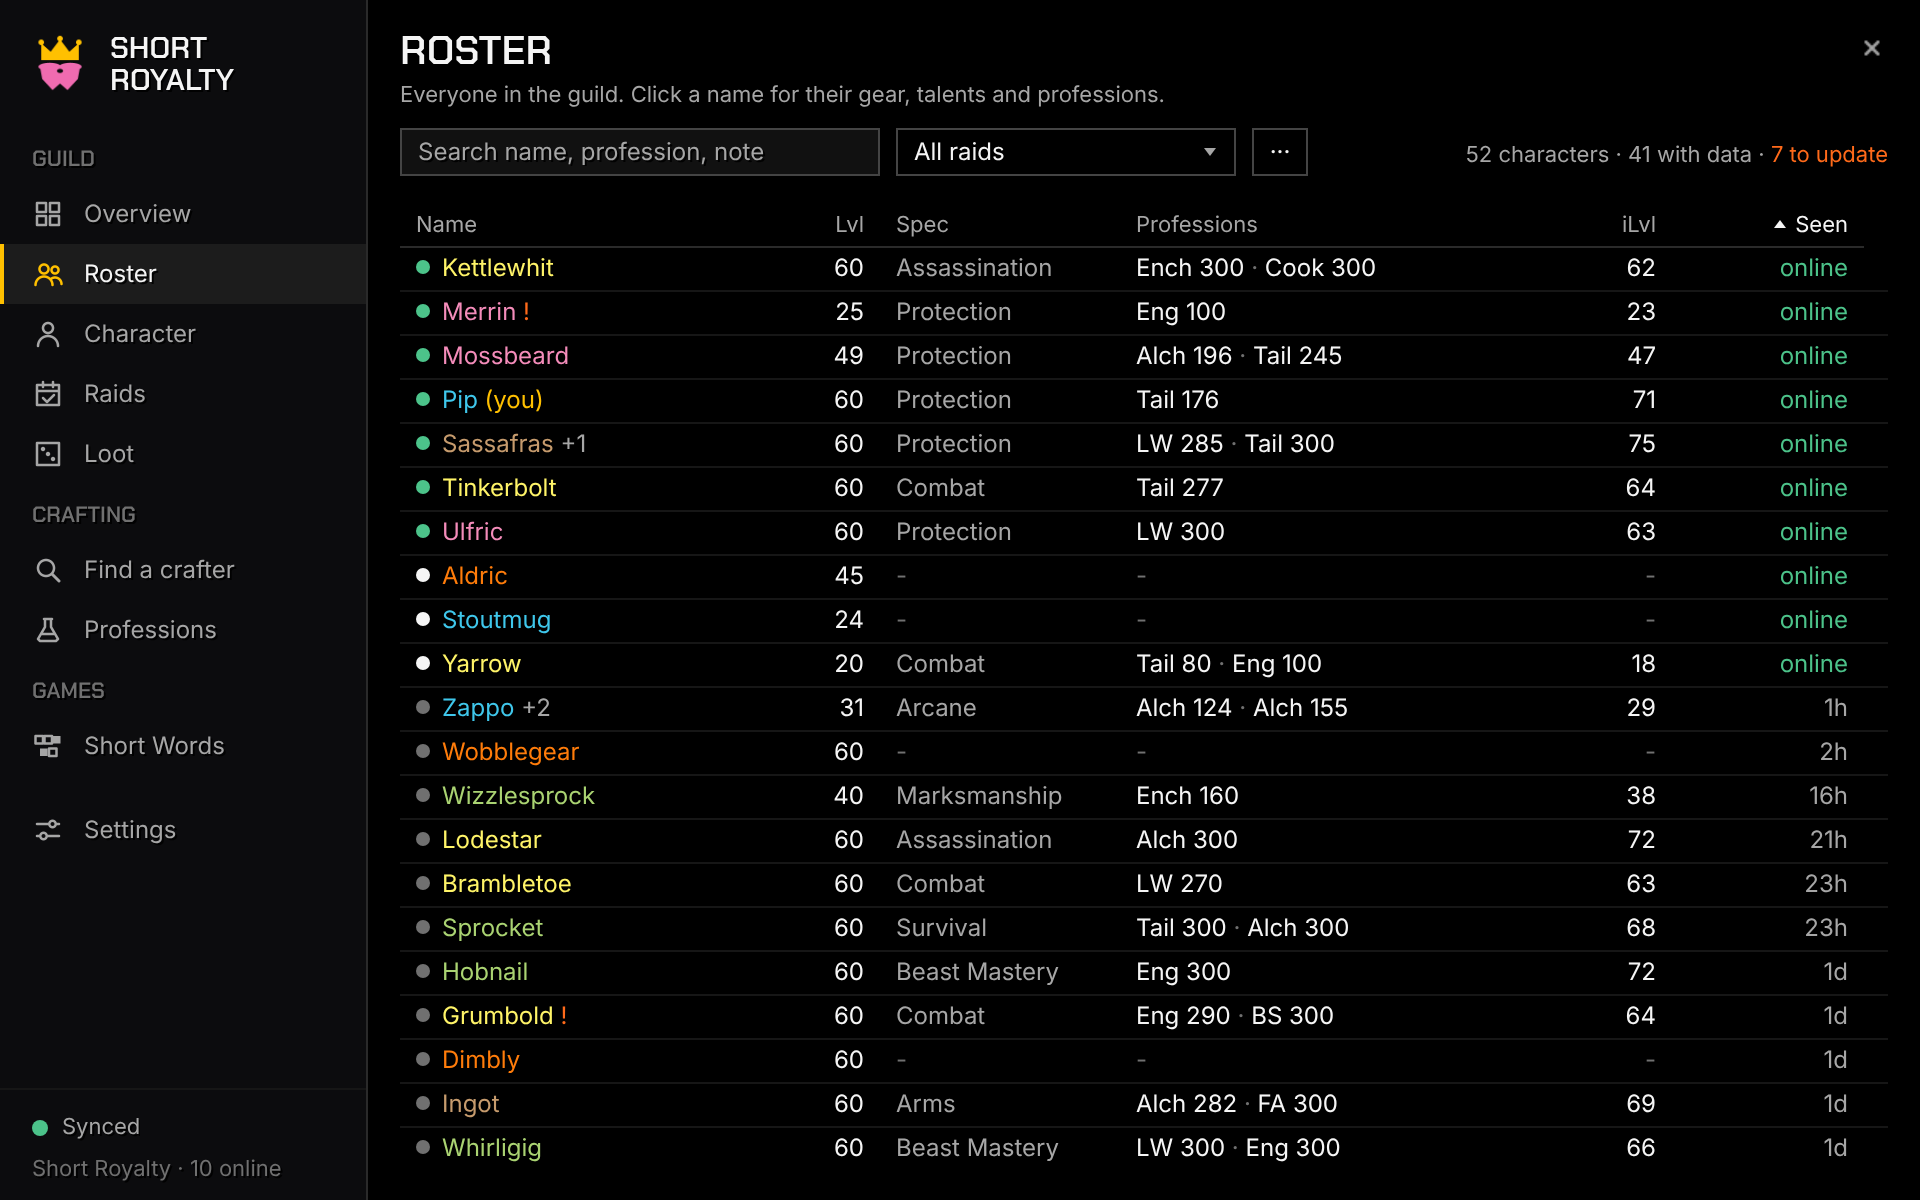 SHORT
ROYALTY
GUILD
Overview
Roster
Character
Raids
Loot
CRAFTING
Find a crafter
Professions
GAMES
Short Words
Settings
Synced
Short Royalty · 10 online
ROSTER
Everyone in the guild. Click a name for their gear, talents and professions.
Search name, profession, note
All raids
...
52 characters · 41 with data · 7 to update
Name Lvl Spec Professions iLvl Seen
Kettlewhit 60 Assassination Ench 300 · Cook 300 62 online
Merrin ! 25 Protection Eng 100 23 online
Mossbeard 49 Protection Alch 196 · Tail 245 47 online
Pip (you) 60 Protection Tail 176 71 online
Sassafras +1 60 Protection LW 285 · Tail 300 75 online
Tinkerbolt 60 Combat Tail 277 64 online
Ulfric 60 Protection LW 300 63 online
Aldric 45 - - - online
Stoutmug 24 - - - online
Yarrow 20 Combat Tail 80 · Eng 100 18 online
Zappo +2 31 Arcane Alch 124 · Alch 155 29 1h
Wobblegear 60 - - - 2h
Wizzlesprock 40 Marksmanship Ench 160 38 16h
Lodestar 60 Assassination Alch 300 72 21h
Brambletoe 60 Combat LW 270 63 23h
Sprocket 60 Survival Tail 300 · Alch 300 68 23h
Hobnail 60 Beast Mastery Eng 300 72 1d
Grumbold ! 60 Combat Eng 290 · BS 300 64 1d
Dimbly 60 - - - 1d
Ingot 60 Arms Alch 282 · FA 300 69 1d
Whirligig 60 Beast Mastery LW 300 · Eng 300 66 1d